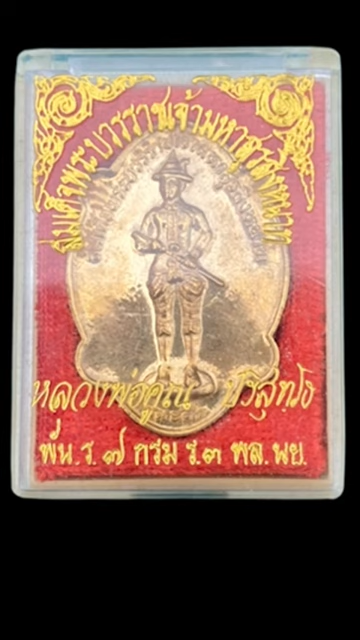 สมเด็จพระบวรราชเจ้ามหาสุรสิงหนาท
หลวงพ่อคูณ ปริสุทโธ
พัน.ร.๗ กรม ร.๓ พล.พย.